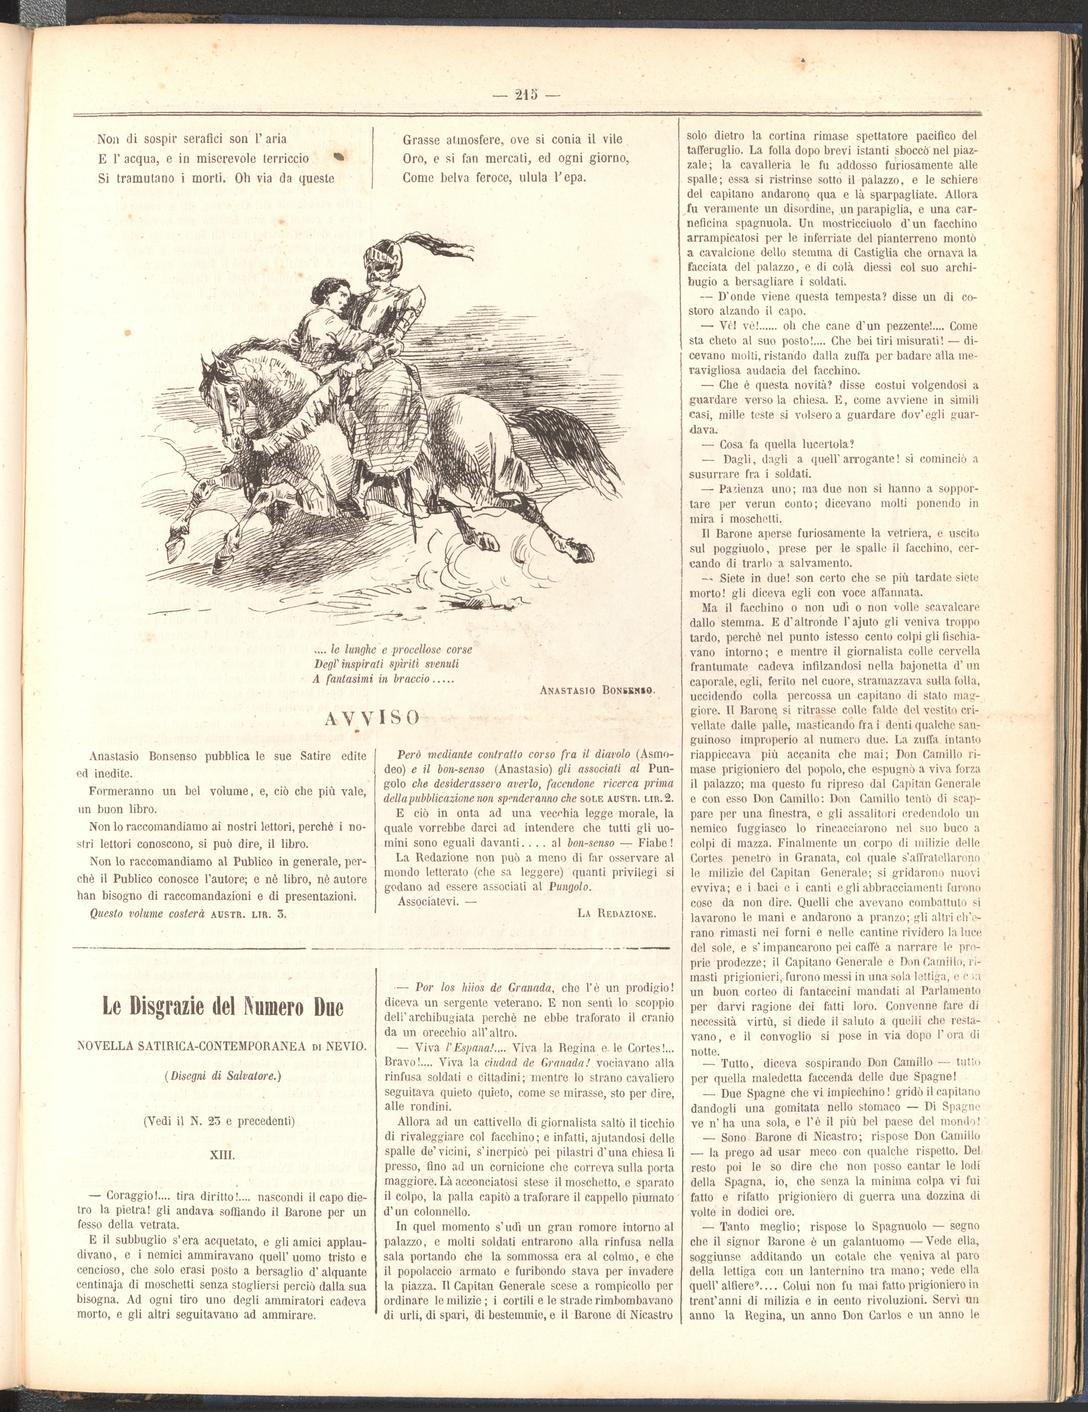 — 215 —
Non di sospir serafici son l'aria
E l'acqua, e in miserevole terriccio
Si tramutano i morti. Oh via da queste
Grasse atmosfere, ove si conia il vile
Oro, e si fan mercati, ed ogni giorno,
Come belva feroce, ulula l'epa.
.... le lunghe e procellose corse
Degl'inspirati spiriti svenuti
A fantasimi in braccio .....
ANASTASIO BONSENSO.
AVVISO
Anastasio Bonsenso pubblica le sue Satire edite
ed inedite.
Formeranno un bel volume, e, ciò che più vale,
un buon libro.
Non lo raccomandiamo ai nostri lettori, perchè i no-
stri lettori conoscono, si può dire, il libro.
Non lo raccomandiamo al Publico in generale, per-
chè il Publico conosce l'autore; e nè libro, nè autore
han bisogno di raccomandazioni e di presentazioni.
Questo volume costerà AUSTR. LIR. 3.
Però mediante contratto corso fra il diavolo (Asmo-
deo) e il bon-senso (Anastasio) gli associati al Pun-
golo che desiderassero averlo, facendone ricerca prima
della pubblicazione non spenderanno che SOLE AUSTR. LIR. 2.
E ciò in onta ad una vecchia legge morale, la
quale vorrebbe darci ad intendere che tutti gli uo-
mini sono eguali davanti.... al bon-senso — Fiabe!
La Redazione non può a meno di far osservare al
mondo letterato (che sa leggere) quanti privilegi si
godano ad essere associati al Pungolo.
Associatevi. —
LA REDAZIONE.
Le Disgrazie del Numero Due
NOVELLA SATIRICA-CONTEMPORANEA DI NEVIO.
(Disegni di Salvatore.)
(Vedi il N. 23 e precedenti)
XIII.
— Coraggio!.... tira diritto!.... nascondi il capo die-
tro la pietra! gli andava soffiando il Barone per un
fesso della vetrata.
E il subbuglio s'era acquetato, e gli amici applau-
divano, e i nemici ammiravano quell'uomo tristo e
cencioso, che solo erasi posto a bersaglio d'alquante
centinaja di moschetti senza stogliersi perciò dalla sua
bisogna. Ad ogni tiro uno degli ammiratori cadeva
morto, e gli altri seguitavano ad ammirare.
— Por los hiios de Granada, che l'è un prodigio!
diceva un sergente veterano. E non sentì lo scoppio
dell'archibugiata perchè ne ebbe traforato il cranio
da un orecchio all'altro.
— Viva l'Espana!.... Viva la Regina e le Cortes!...
Bravo!.... Viva la ciudad de Granada! vociavano alla
rinfusa soldati e cittadini; mentre lo strano cavaliero
seguitava quieto quieto, come se mirasse, sto per dire,
alle rondini.
Allora ad un cattivello di giornalista saltò il ticchio
di rivaleggiare col facchino; e infatti, ajutandosi delle
spalle de' vicini, s'inerpicò pei pilastri d'una chiesa lì
presso, fino ad un cornicione che correva sulla porta
maggiore. Là acconciatosi stese il moschetto, e sparato
il colpo, la palla capitò a traforare il cappello piumato
d'un colonnello.
In quel momento s'udì un gran romore intorno al
palazzo, e molti soldati entrarono alla rinfusa nella
sala portando che la sommossa era al colmo, e che
il popolaccio armato e furibondo stava per invadere
la piazza. Il Capitan Generale scese a rompicollo per
ordinare le milizie; i cortili e le strade rimbombavano
di urli, di spari, di bestemmie, e il Barone di Nicastro
solo dietro la cortina rimase spettatore pacifico del
tafferuglio. La folla dopo brevi istanti sboccò nel piaz-
zale; la cavalleria le fu addosso furiosamente alle
spalle; essa si ristrinse sotto il palazzo, e le schiere
del capitano andarono qua e là sparpagliate. Allora
fu veramente un disordine, un parapiglia, e una car-
neficina spagnuola. Un mostricciuolo d'un facchino
arrampicatosi per le inferriate del pianterreno montò
a cavalcione dello stemma di Castiglia che ornava la
facciata del palazzo, e di colà diessi col suo archi-
bugio a bersagliare i soldati.
— D'onde viene questa tempesta? disse un di co-
storo alzando il capo.
— Vè! vè!...... oh che cane d'un pezzente!.... Come
sta cheto al suo posto!.... Che bei tiri misurati! — di-
cevano molti, ristando dalla zuffa per badare alla me-
ravigliosa audacia del facchino.
— Che è questa novità? disse costui volgendosi a
guardare verso la chiesa. E, come avviene in simili
casi, mille teste si volsero a guardare dov'egli guar-
dava.
— Cosa fa quella lucertola?
— Dagli, dagli a quell'arrogante! si cominciò a
susurrare fra i soldati.
— Pazienza uno; ma due non si hanno a soppor-
tare per verun conto; dicevano molti ponendo in
mira i moschetti.
Il Barone aperse furiosamente la vetriera, e uscito
sul poggiuolo, prese per le spalle il facchino, cer-
cando di trarlo a salvamento.
— Siete in due! son certo che se più tardate siete
morto! gli diceva egli con voce affannata.
Ma il facchino o non udì o non volle scavalcare
dallo stemma. E d'altronde l'ajuto gli veniva troppo
tardo, perchè nel punto istesso cento colpi gli fischia-
vano intorno; e mentre il giornalista colle cervella
frantumate cadeva infilzandosi nella bajonetta d'un
caporale, egli, ferito nel cuore, stramazzava sulla folla,
uccidendo colla percossa un capitano di stato mag-
giore. Il Barone si ritrasse colle falde del vestito cri-
vellate dalle palle, masticando fra i denti qualche san-
guinoso improperio al numero due. La zuffa intanto
riappiccava più accanita che mai; Don Camillo ri-
mase prigioniero del popolo, che espugnò a viva forza
il palazzo; ma questo fu ripreso dal Capitan Generale
e con esso Don Camillo: Don Camillo tentò di scap-
pare per una finestra, e gli assalitori credendolo un
nemico fuggiasco lo rincacciarono nel suo buco a
colpi di mazza. Finalmente un corpo di milizie delle
Cortes penetrò in Granata, col quale s'affratellarono
le milizie del Capitan Generale; si gridarono nuovi
evviva; e i baci e i canti e gli abbracciamenti furono
cose da non dire. Quelli che avevano combattuto si
lavarono le mani e andarono a pranzo; gli altri ch'e-
rano rimasti nei forni e nelle cantine rividero la luce
del sole, e s'impancarono pei caffè a narrare le pro-
prie prodezze; il Capitano Generale e Don Camillo, ri-
masti prigionieri, furono messi in una sola lettiga, e con
un buon corteo di fantaccini mandati al Parlamento
per darvi ragione dei fatti loro. Convenne fare di
necessità virtù, si diede il saluto a quelli che resta-
vano, e il convoglio si pose in via dopo l'ora di
notte.
— Tutto, diceva sospirando Don Camillo — tutto
per quella maledetta faccenda delle due Spagne!
— Due Spagne che vi impicchino! gridò il capitano
dandogli una gomitata nello stomaco — Di Spagne
ve n'ha una sola, e l'è il più bel paese del mondo!
— Sono Barone di Nicastro; rispose Don Camillo
— la prego ad usar meco con qualche rispetto. Del
resto poi le so dire che non posso cantar le lodi
della Spagna, io, che senza la minima colpa vi fui
fatto e rifatto prigioniero di guerra una dozzina di
volte in dodici ore.
— Tanto meglio; rispose lo Spagnuolo — segno
che il signor Barone è un galantuomo — Vede ella,
soggiunse additando un cotale che veniva al paro
della lettiga con un lanternino tra mano; vede ella
quell'alfiere?.... Colui non fu mai fatto prigioniero in
trent'anni di milizia e in cento rivoluzioni. Servì un
anno la Regina, un anno Don Carlos e un anno le